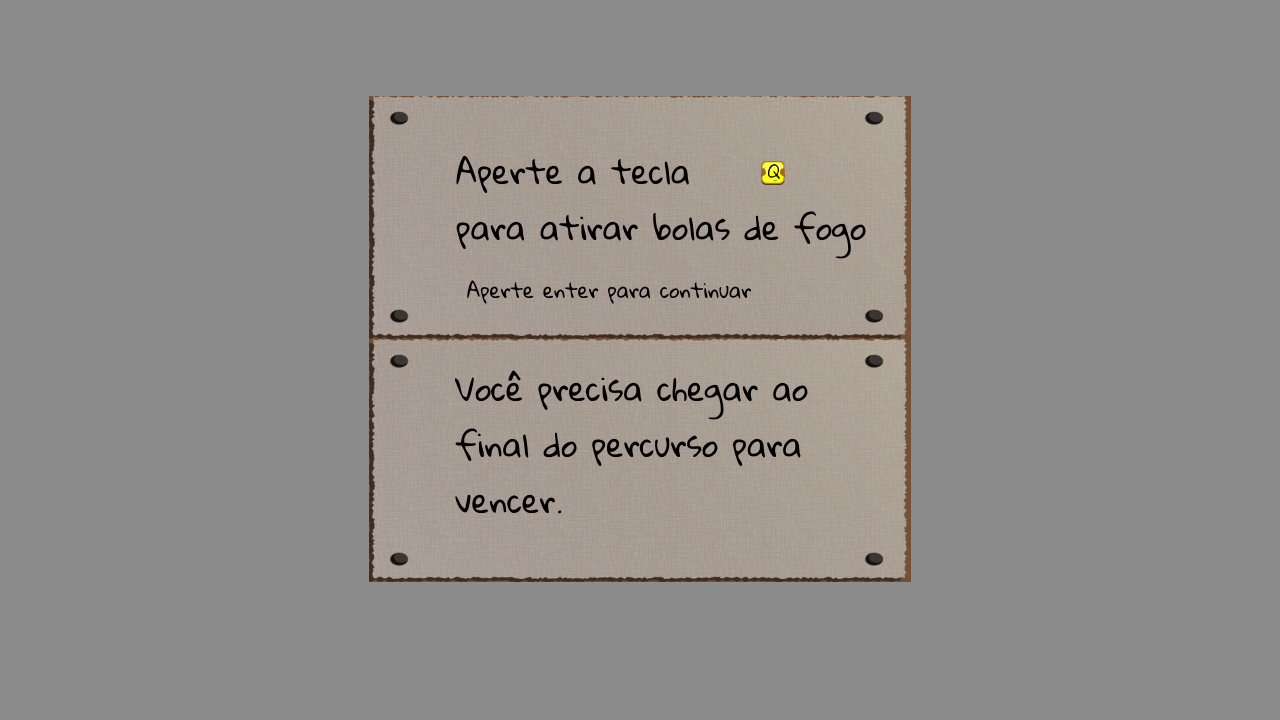 Aperte a tecla Q
para atirar bolas de fogo
Aperte enter para continuar
Você precisa chegar ao
final do percurso para
vencer.